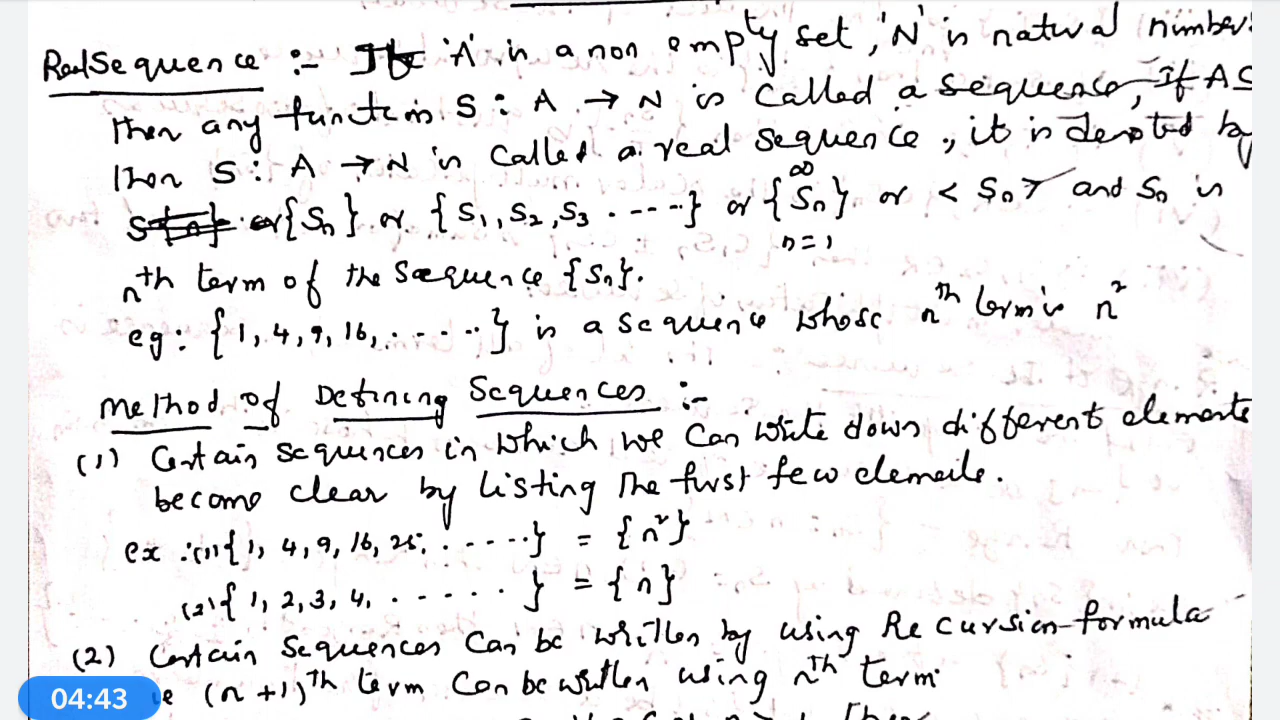 Real Sequence :- If 'A' is a non empty set, 'N' is natural number
then any function S : A → N is called a sequence, If A ⊆
then S : A → N is called a real sequence, it is denoted by
S{n} or {Sn} or {S1, S2, S3 .----} or {Sn}∞n=1 or < Sn > and Sn is
nth term of the Sequence {Sn}.
eg: {1, 4, 9, 16, .....} is a sequence whose nth term is n²
Method of Defining Sequences :-
(1) Certain sequences in which we can write down different elements
become clear by listing the first few elements.
ex :(1) {1, 4, 9, 16, 25, .....} = {n²}
(2) {1, 2, 3, 4, ......} = {n}
(2) Certain Sequences can be written by using Recursion-formula
ie (n+1)th term can be written using nth term
04:43